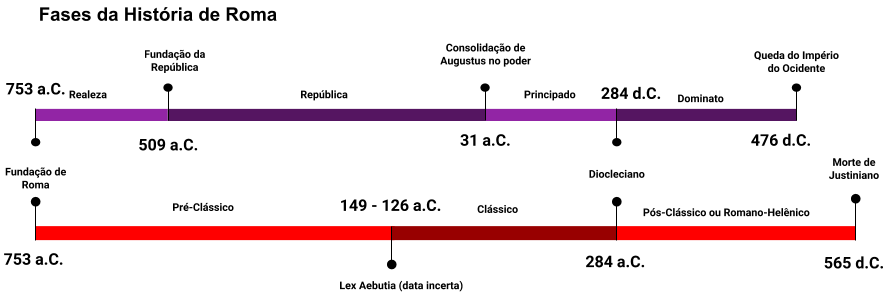 Fases da História de Roma
Fundação da
República
Consolidação de
Augustus no poder
Queda do Império
do Ocidente
753 a.C.
Realeza
República
Principado
284 d.C.
Dominato
509 a.C.
31 a.C.
476 d.C.
Fundação de
Roma
Diocleciano
Morte de
Justiniano
Pré-Clássico
149 - 126 a.C.
Clássico
Pós-Clássico ou Romano-Helênico
753 a.C.
284 a.C.
565 d.C.
Lex Aebutia (data incerta)